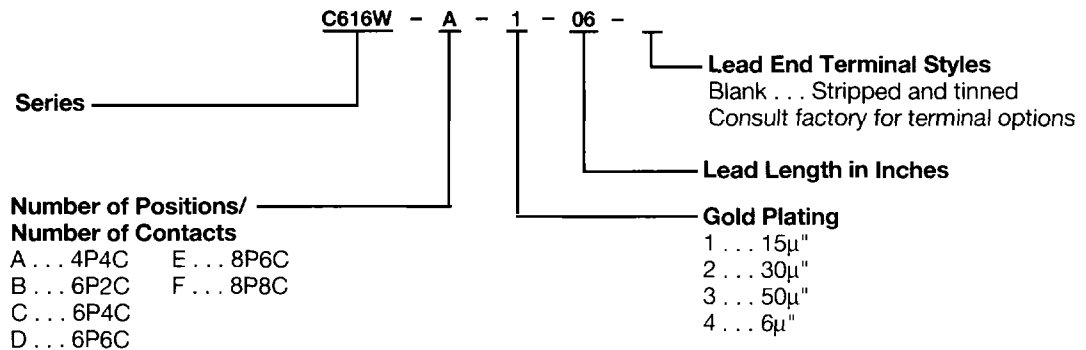 C616W - A - 1 - 06 -
Series
Number of Positions/
Number of Contacts
A . . . 4P4C E . . . 8P6C
B . . . 6P2C F . . . 8P8C
C . . . 6P4C
D . . . 6P6C
Lead End Terminal Styles
Blank . . . Stripped and tinned
Consult factory for terminal options
Lead Length in Inches
Gold Plating
1 . . . 15µ"
2 . . . 30µ"
3 . . . 50µ"
4 . . . 6µ"